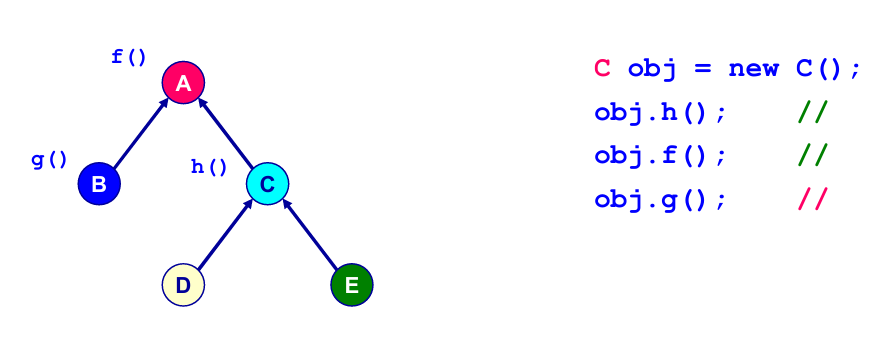 f()
A
g()
B
h()
C
D
E
C obj = new C();
obj.h(); //
obj.f(); //
obj.g(); //